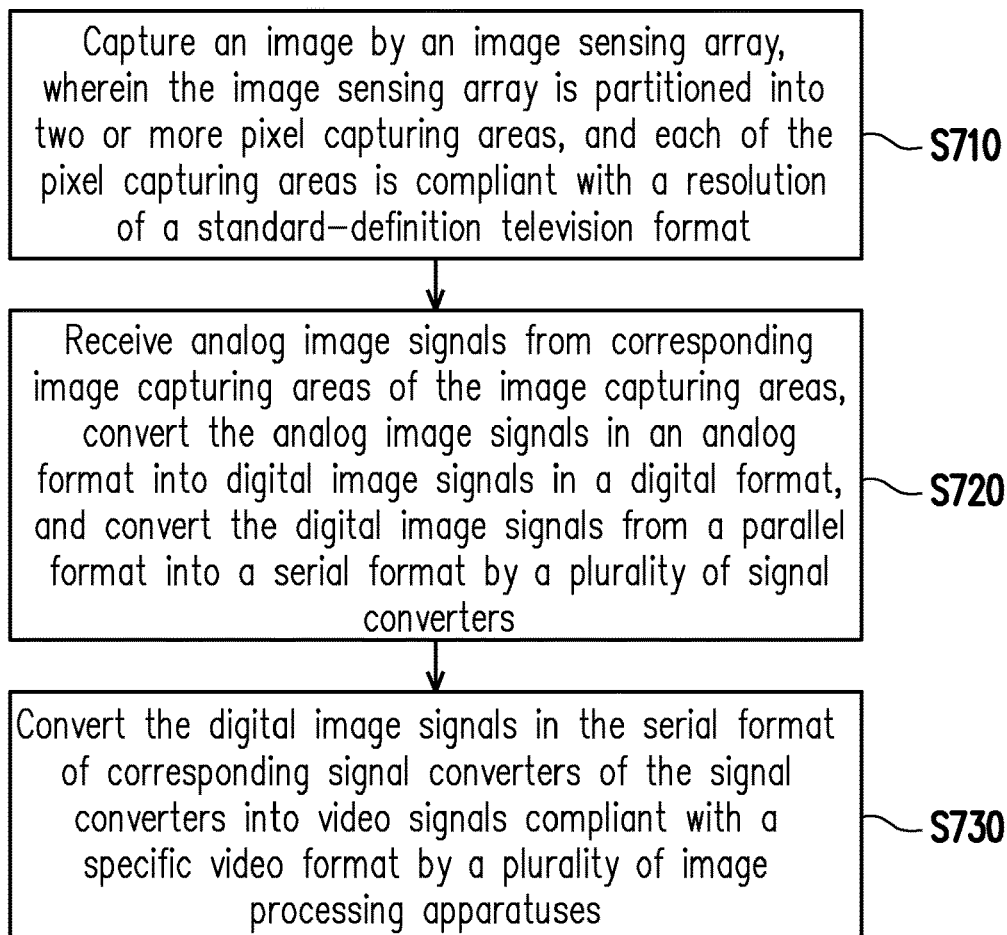 Capture an image by an image sensing array,
wherein the image sensing array is partitioned into
two or more pixel capturing areas, and each of the
pixel capturing areas is compliant with a resolution
of a standard-definition television format
S710
Receive analog image signals from corresponding
image capturing areas of the image capturing areas,
convert the analog image signals in an analog
format into digital image signals in a digital format,
and convert the digital image signals from a parallel
format into a serial format by a plurality of signal
converters
S720
Convert the digital image signals in the serial format
of corresponding signal converters of the signal
converters into video signals compliant with a
specific video format by a plurality of image
processing apparatuses
S730